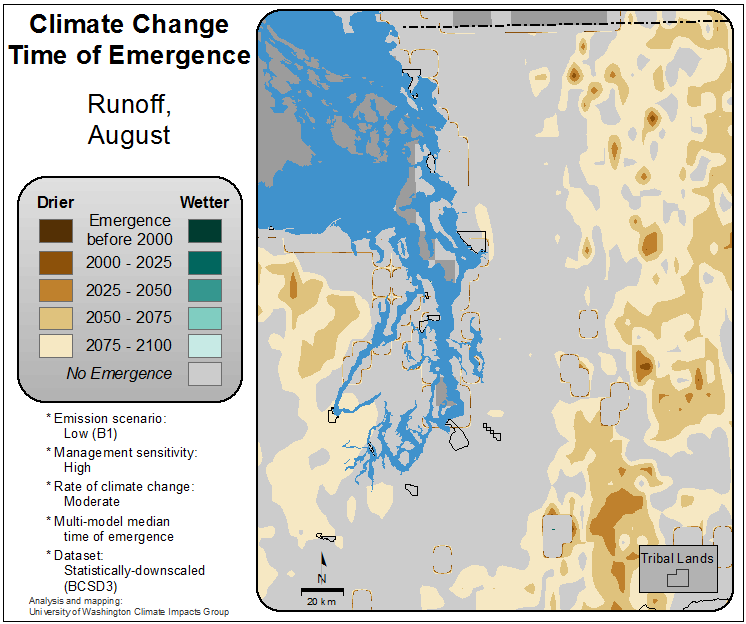 Climate Change
Time of Emergence
Runoff,
August
Drier Wetter
Emergence
before 2000
2000 - 2025
2025 - 2050
2050 - 2075
2075 - 2100
No Emergence
* Emission scenario:
Low (B1)
* Management sensitivity:
High
* Rate of climate change:
Moderate
* Multi-model median
time of emergence
* Dataset:
Statistically-downscaled
(BCSD3)
Analysis and mapping:
University of Washington Climate Impacts Group
N
20 km
Tribal Lands